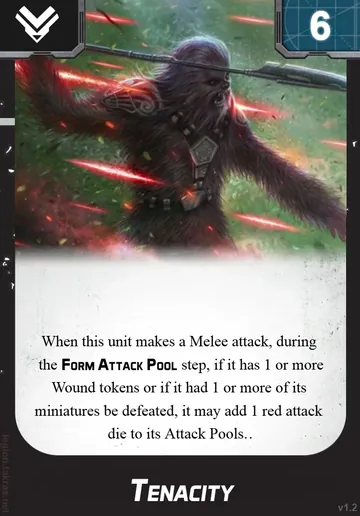 6
When this unit makes a Melee attack, during
the FORM ATTACK POOL step, if it has 1 or more
Wound tokens or if it had 1 or more of its
miniatures be defeated, it may add 1 red attack
die to its Attack Pools..
TENACITY
v1.2